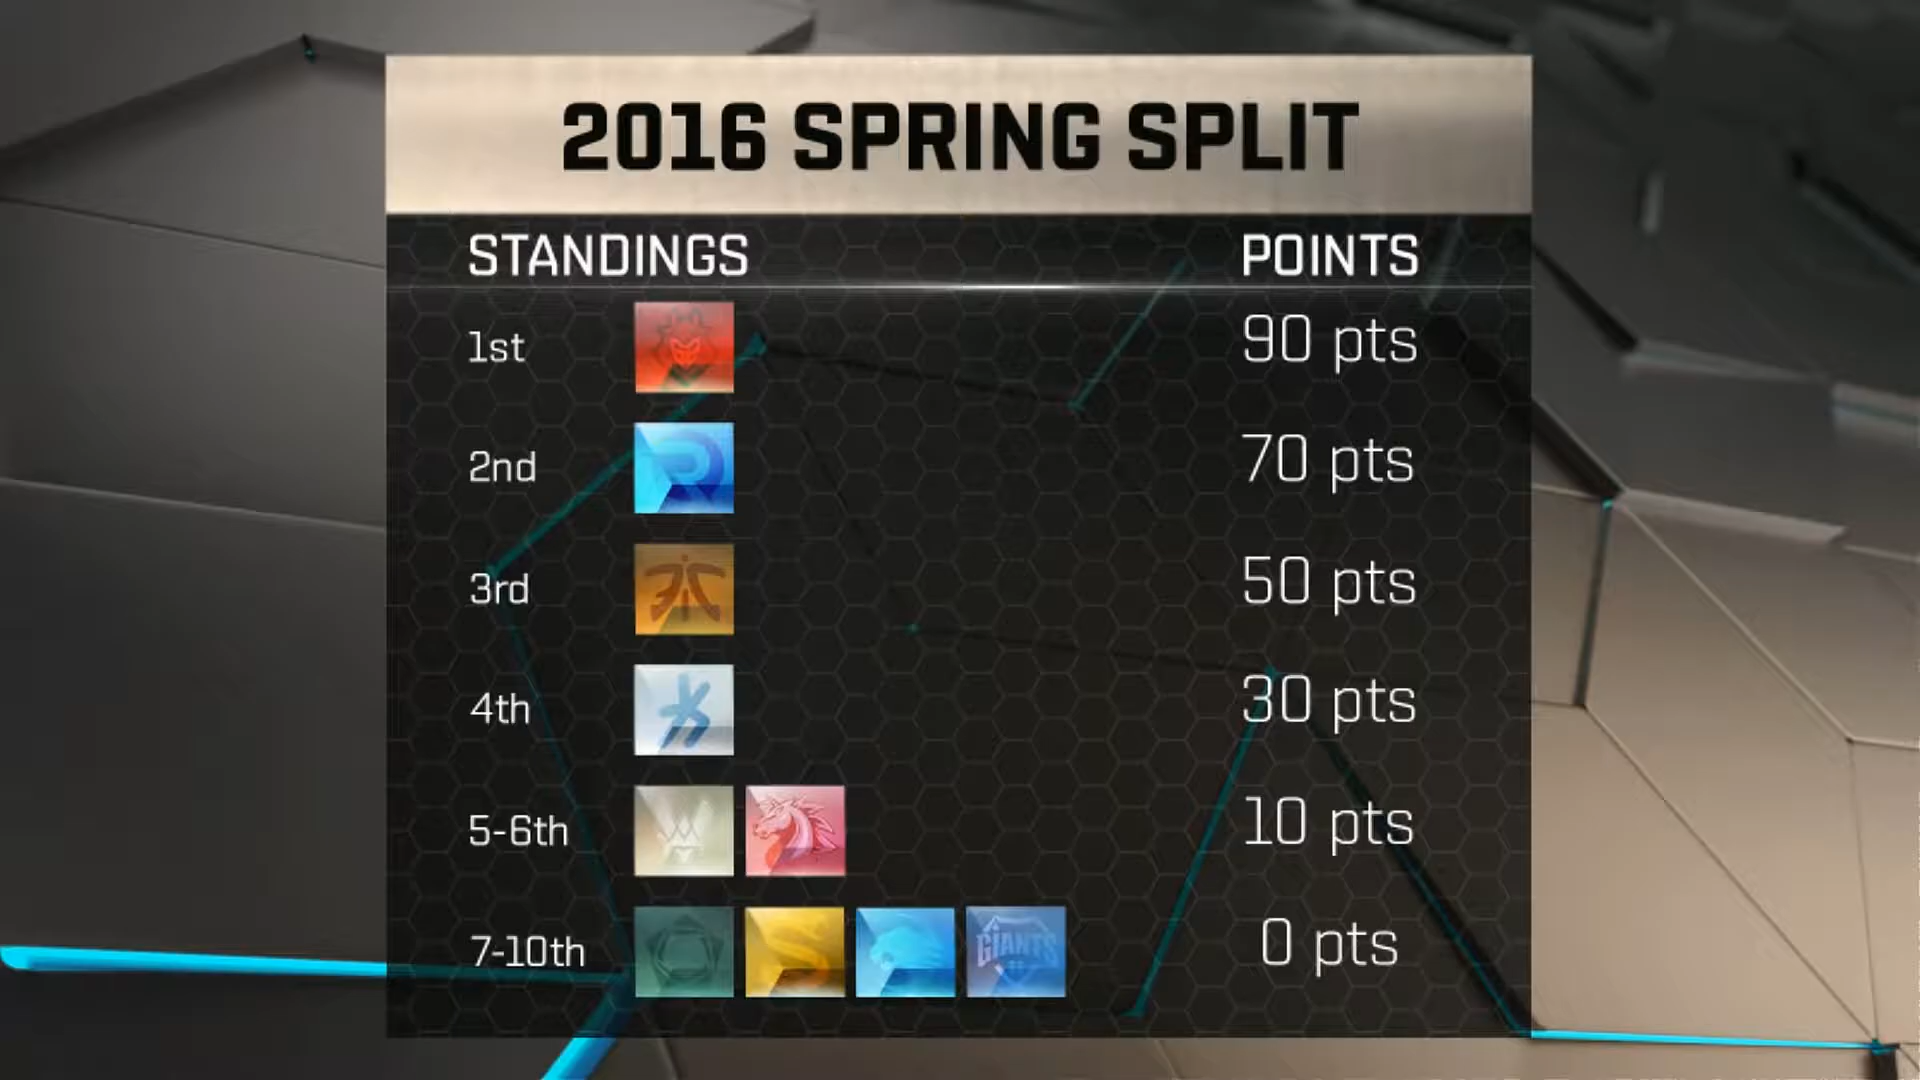 2016 SPRING SPLIT
STANDINGS POINTS
1st 90 pts
2nd 70 pts
3rd 50 pts
4th 30 pts
5-6th 10 pts
7-10th GIANTS 0 pts